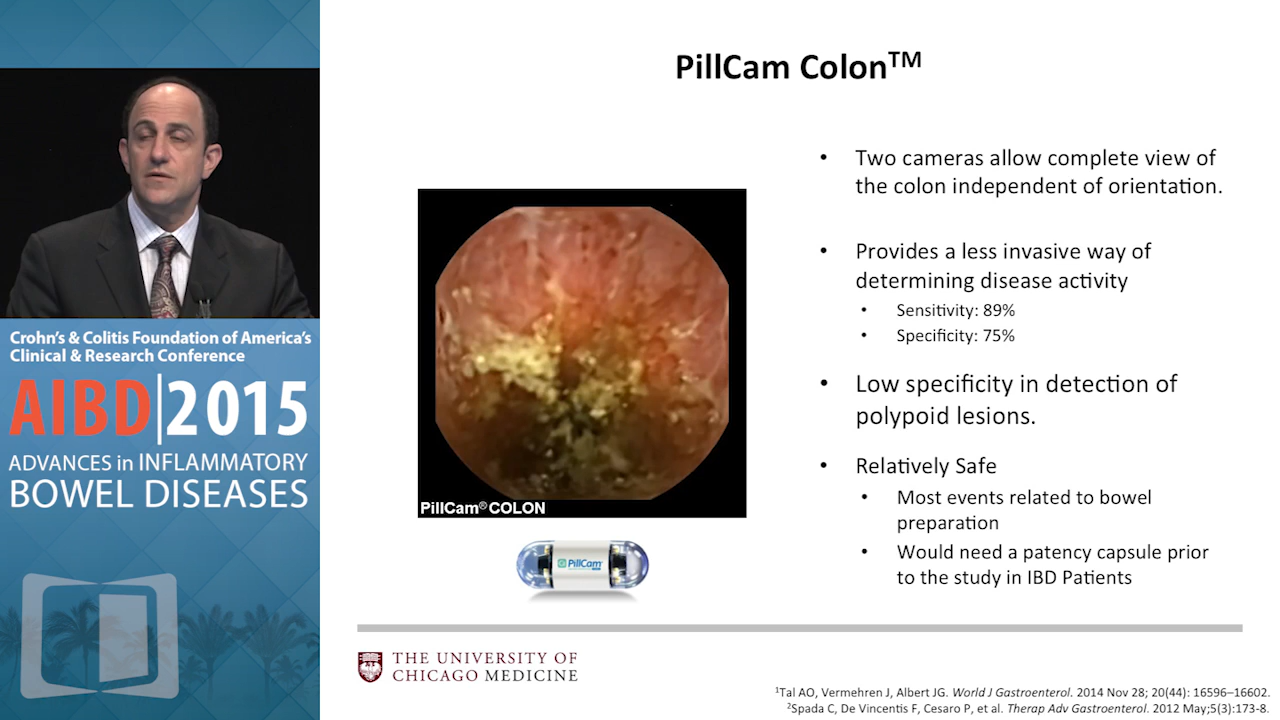 PillCam Colon™
• Two cameras allow complete view of
the colon independent of orientation.
• Provides a less invasive way of
determining disease activity
• Sensitivity: 89%
• Specificity: 75%
• Low specificity in detection of
polypoid lesions.
• Relatively Safe
• Most events related to bowel
preparation
• Would need a patency capsule prior
to the study in IBD Patients
PillCam® COLON
PillCam
Crohn's & Colitis Foundation of America's
Clinical & Research Conference
AIBD|2015
ADVANCES in INFLAMMATORY
BOWEL DISEASES
THE UNIVERSITY OF
CHICAGO MEDICINE
¹Tal AO, Vermehren J, Albert JG. World J Gastroenterol. 2014 Nov 28; 20(44): 16596–16602.
²Spada C, De Vincentis F, Cesaro P, et al. Therap Adv Gastroenterol. 2012 May;5(3):173-8.